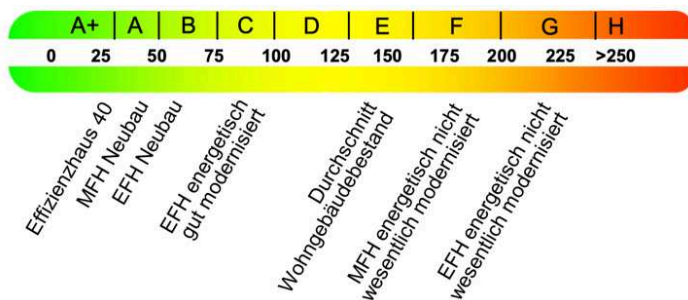 A+ A B C D E F G H
0 25 50 75 100 125 150 175 200 225 >250
Effizienzhaus 40
MFH Neubau
EFH Neubau
EFH energetisch
gut modernisiert
Durchschnitt
Wohngebäudebestand
MFH energetisch nicht
wesentlich modernisiert
EFH energetisch nicht
wesentlich modernisiert